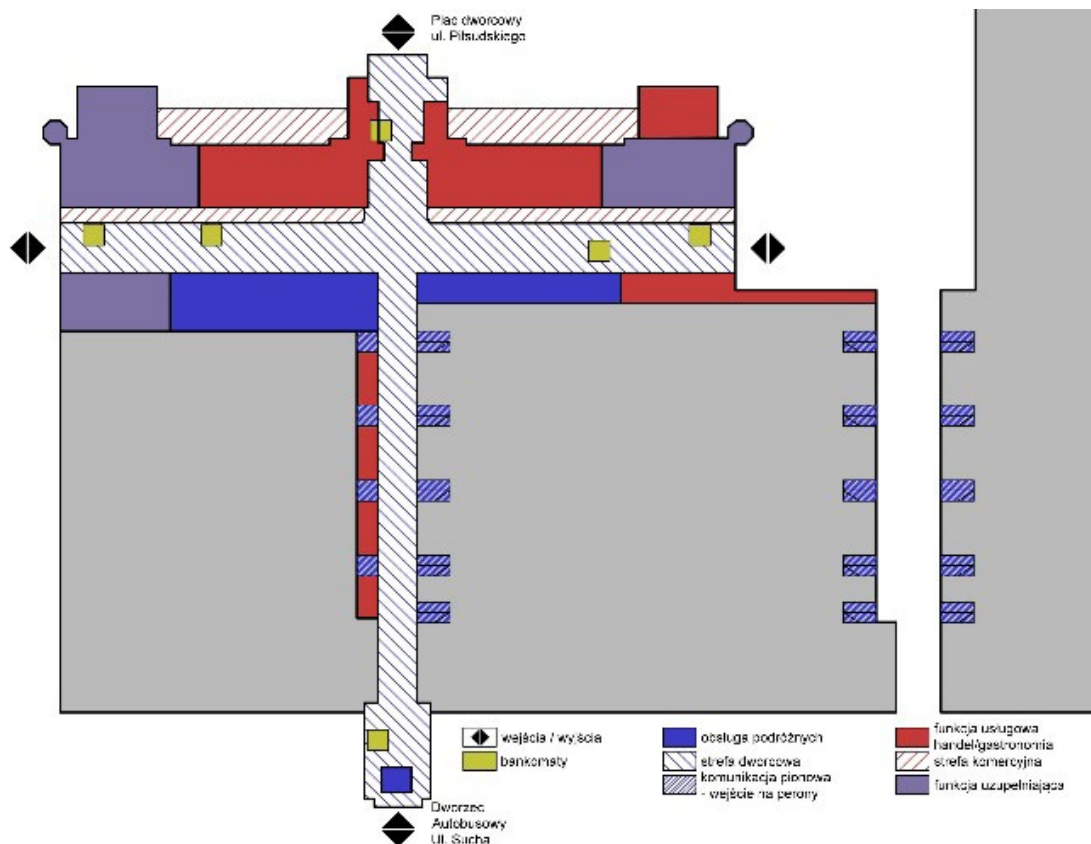 Plac dworcowy
ul. Piłsudskiego
wejścia / wyjścia
bankomaty
obsługa podróżnych
strefa dworcowa
komunikacja pionowa
- wejście na perony
funkcja usługowa
handel/gastronomia
strefa komercyjna
funkcja uzupełniająca
Dworzec
Autobusowy
Ul. Sucha